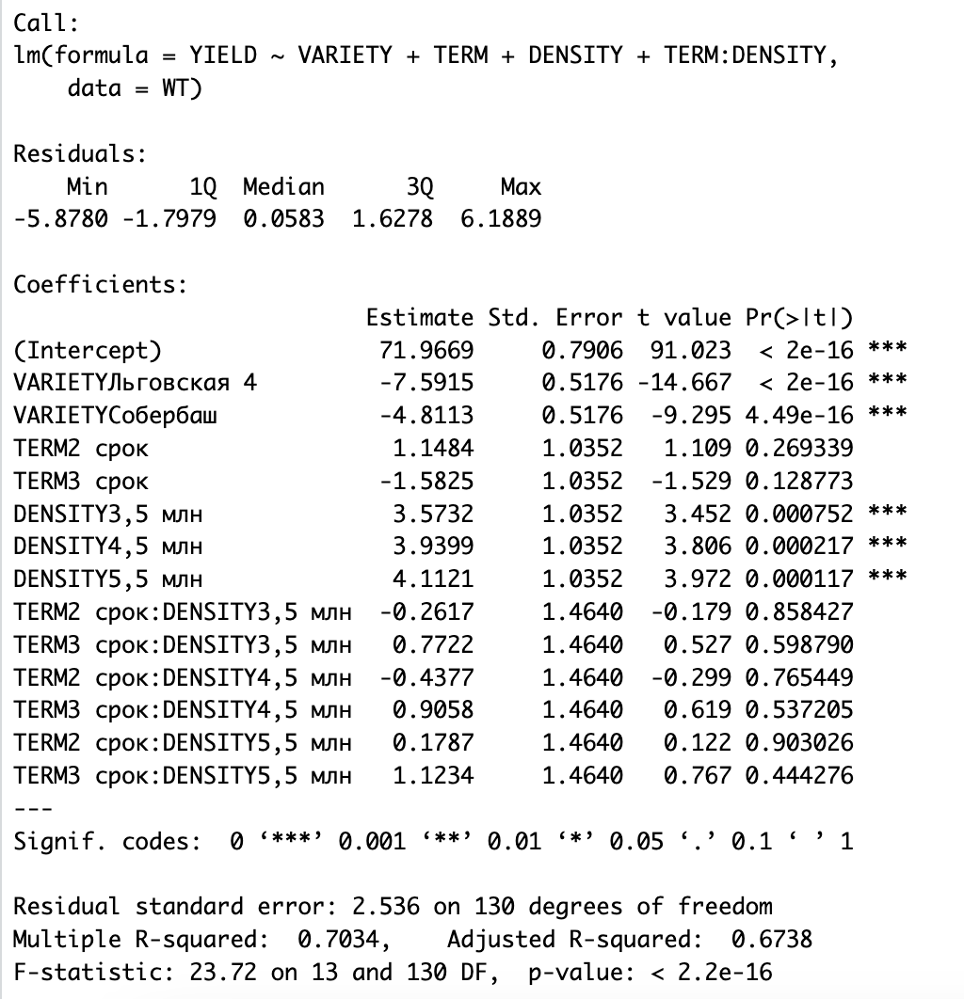 Call:
lm(formula = YIELD ~ VARIETY + TERM + DENSITY + TERM:DENSITY,
    data = WT)

Residuals:
    Min      1Q  Median      3Q     Max
-5.8780 -1.7979  0.0583  1.6278  6.1889

Coefficients:
                          Estimate Std. Error t value Pr(>|t|)
(Intercept)                71.9669     0.7906  91.023  < 2e-16 ***
VARIETYЛьговская 4         -7.5915     0.5176 -14.667  < 2e-16 ***
VARIETYСобербаш            -4.8113     0.5176  -9.295 4.49e-16 ***
TERM2 срок                  1.1484     1.0352   1.109 0.269339
TERM3 срок                 -1.5825     1.0352  -1.529 0.128773
DENSITY3,5 млн              3.5732     1.0352   3.452 0.000752 ***
DENSITY4,5 млн              3.9399     1.0352   3.806 0.000217 ***
DENSITY5,5 млн              4.1121     1.0352   3.972 0.000117 ***
TERM2 срок:DENSITY3,5 млн  -0.2617     1.4640  -0.179 0.858427
TERM3 срок:DENSITY3,5 млн   0.7722     1.4640   0.527 0.598790
TERM2 срок:DENSITY4,5 млн  -0.4377     1.4640  -0.299 0.765449
TERM3 срок:DENSITY4,5 млн   0.9058     1.4640   0.619 0.537205
TERM2 срок:DENSITY5,5 млн   0.1787     1.4640   0.122 0.903026
TERM3 срок:DENSITY5,5 млн   1.1234     1.4640   0.767 0.444276
---
Signif. codes:  0 ‘***’ 0.001 ‘**’ 0.01 ‘*’ 0.05 ‘.’ 0.1 ‘ ’ 1

Residual standard error: 2.536 on 130 degrees of freedom
Multiple R-squared:  0.7034,    Adjusted R-squared:  0.6738
F-statistic: 23.72 on 13 and 130 DF,  p-value: < 2.2e-16